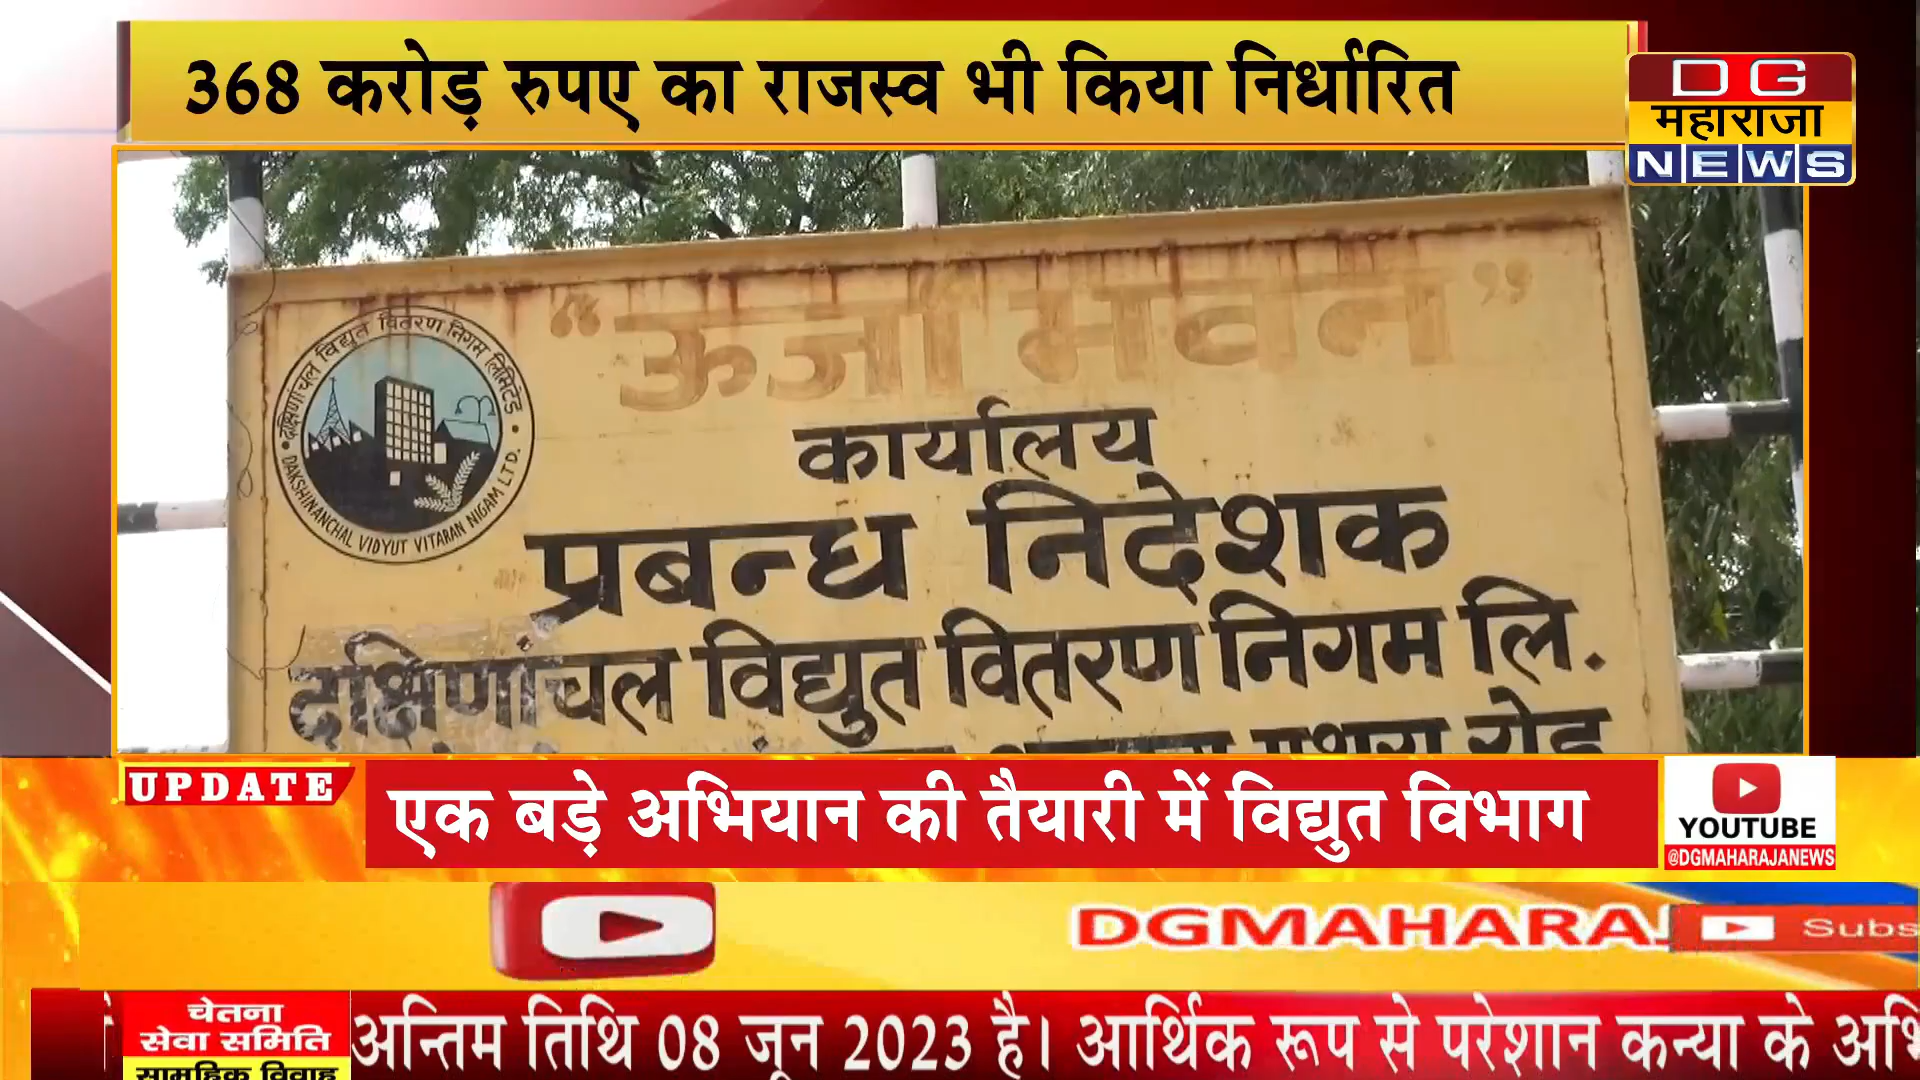 368 करोड़ रुपए का राजस्व भी किया निर्धारित
DG
महाराजा
NEWS
“ऊर्जा भवन”
दक्षिणांचल विद्युत वितरण निगम लिमिटेड
DAKSHINANCHAL VIDYUT VITARAN NIGAM LTD.
कार्यालय
प्रबन्ध निदेशक
दक्षिणांचल विद्युत वितरण निगम लि.
UPDATE
एक बड़े अभियान की तैयारी में विद्युत विभाग
YOUTUBE
@DGMAHARAJANEWS
DGMAHARAJ
Subs
चेतना
सेवा समिति
सामूहिक विवाह
अन्तिम तिथि 08 जून 2023 है। आर्थिक रूप से परेशान कन्या के